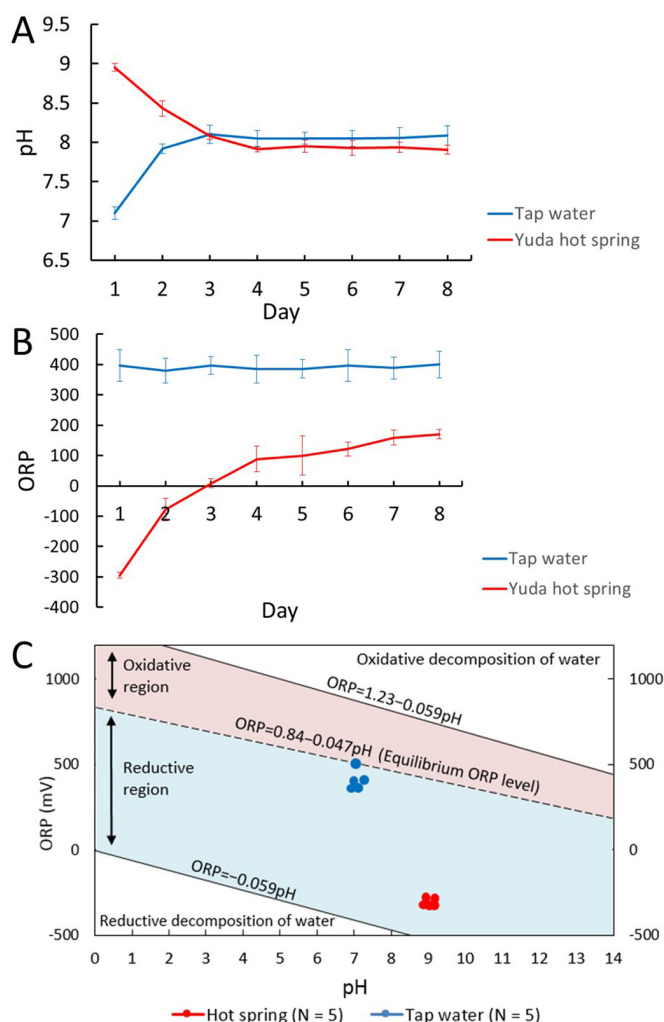 A
9.5
9
8.5
8
7.5
7
6.5
pH
1 2 3 4 5 6 7 8
Day
Tap water
Yuda hot spring
B
500
400
300
200
100
0
-100
-200
-300
-400
ORP
1 2 3 4 5 6 7 8
Day
Tap water
Yuda hot spring
C
1000
500
0
-500
ORP (mV)
Oxidative
region
Reductive
region
Oxidative decomposition of water
ORP=1.23−0.059pH
ORP=0.84−0.047pH (Equilibrium ORP level)
ORP=−0.059pH
Reductive decomposition of water
1000
500
0
-500
0 1 2 3 4 5 6 7 8 9 10 11 12 13 14
pH
Hot spring (N = 5) Tap water (N = 5)